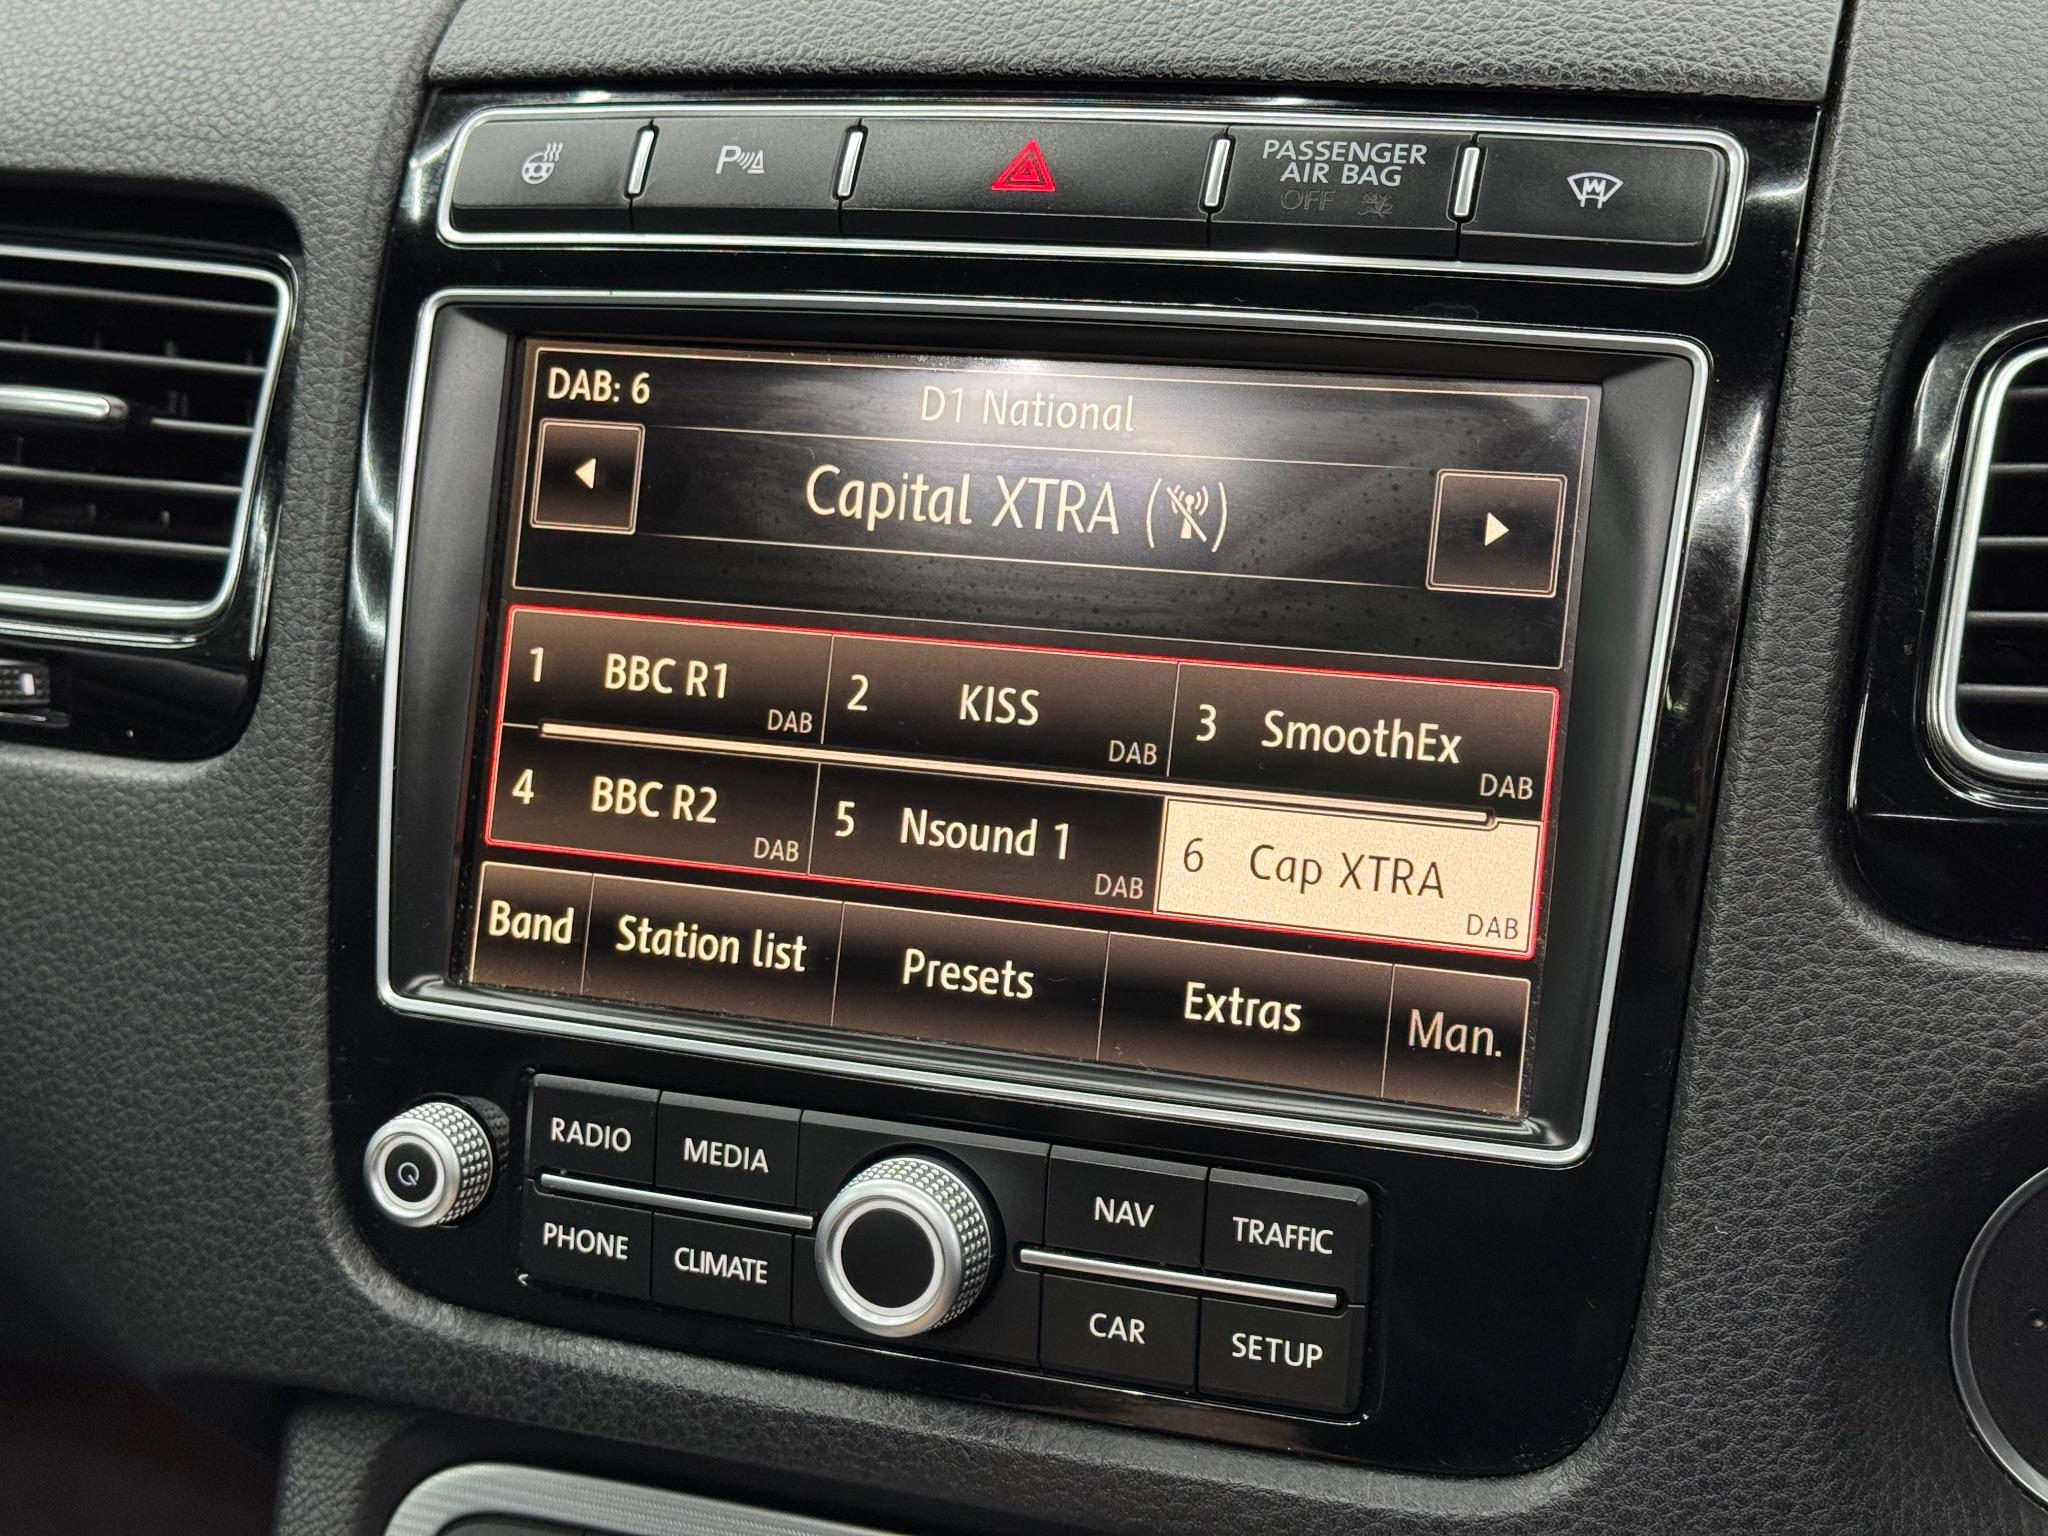 PASSENGER
AIR BAG
OFF
DAB: 6
D1 National
Capital XTRA
1 BBC R1 DAB
2 KISS DAB
3 SmoothEx DAB
4 BBC R2 DAB
5 Nsound 1 DAB
6 Cap XTRA DAB
Band
Station list
Presets
Extras
Man.
RADIO
MEDIA
NAV
TRAFFIC
PHONE
CLIMATE
CAR
SETUP